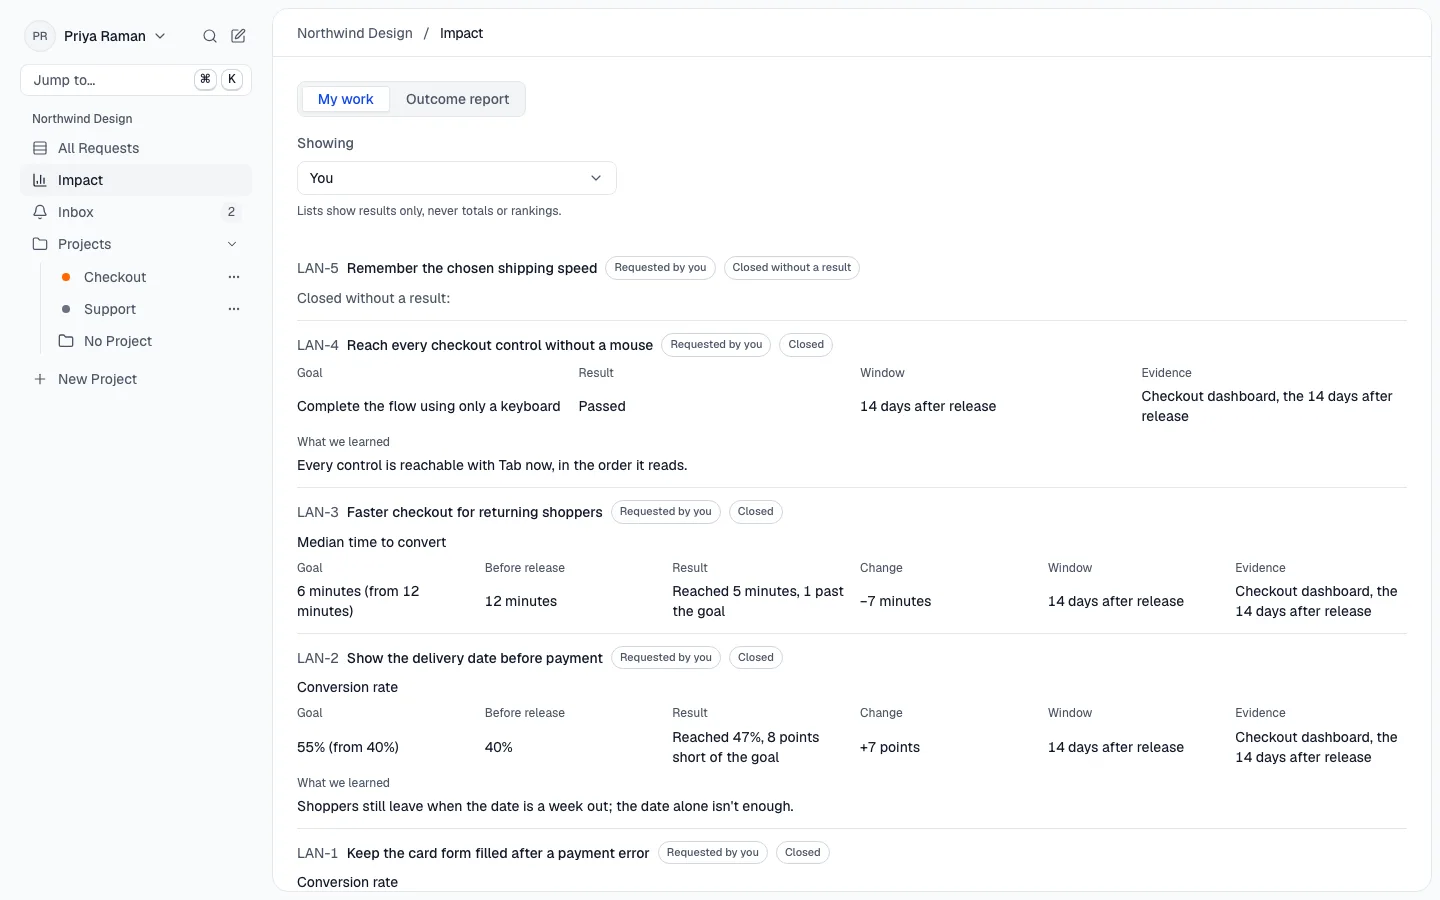 PR Priya Raman
Jump to... ⌘ K
Northwind Design
All Requests
Impact
Inbox 2
Projects
Checkout
Support
No Project
New Project
Northwind Design / Impact
My work Outcome report
Showing
You
Lists show results only, never totals or rankings.
LAN-5 Remember the chosen shipping speed Requested by you Closed without a result
Closed without a result:
LAN-4 Reach every checkout control without a mouse Requested by you Closed
Goal Result Window Evidence
Complete the flow using only a keyboard Passed 14 days after release Checkout dashboard, the 14 days after
release
What we learned
Every control is reachable with Tab now, in the order it reads.
LAN-3 Faster checkout for returning shoppers Requested by you Closed
Median time to convert
Goal Before release Result Change Window Evidence
6 minutes (from 12 12 minutes Reached 5 minutes, 1 past −7 minutes 14 days after release Checkout dashboard, the
minutes) the goal 14 days after release
LAN-2 Show the delivery date before payment Requested by you Closed
Conversion rate
Goal Before release Result Change Window Evidence
55% (from 40%) 40% Reached 47%, 8 points +7 points 14 days after release Checkout dashboard, the
short of the goal 14 days after release
What we learned
Shoppers still leave when the date is a week out; the date alone isn't enough.
LAN-1 Keep the card form filled after a payment error Requested by you Closed
Conversion rate